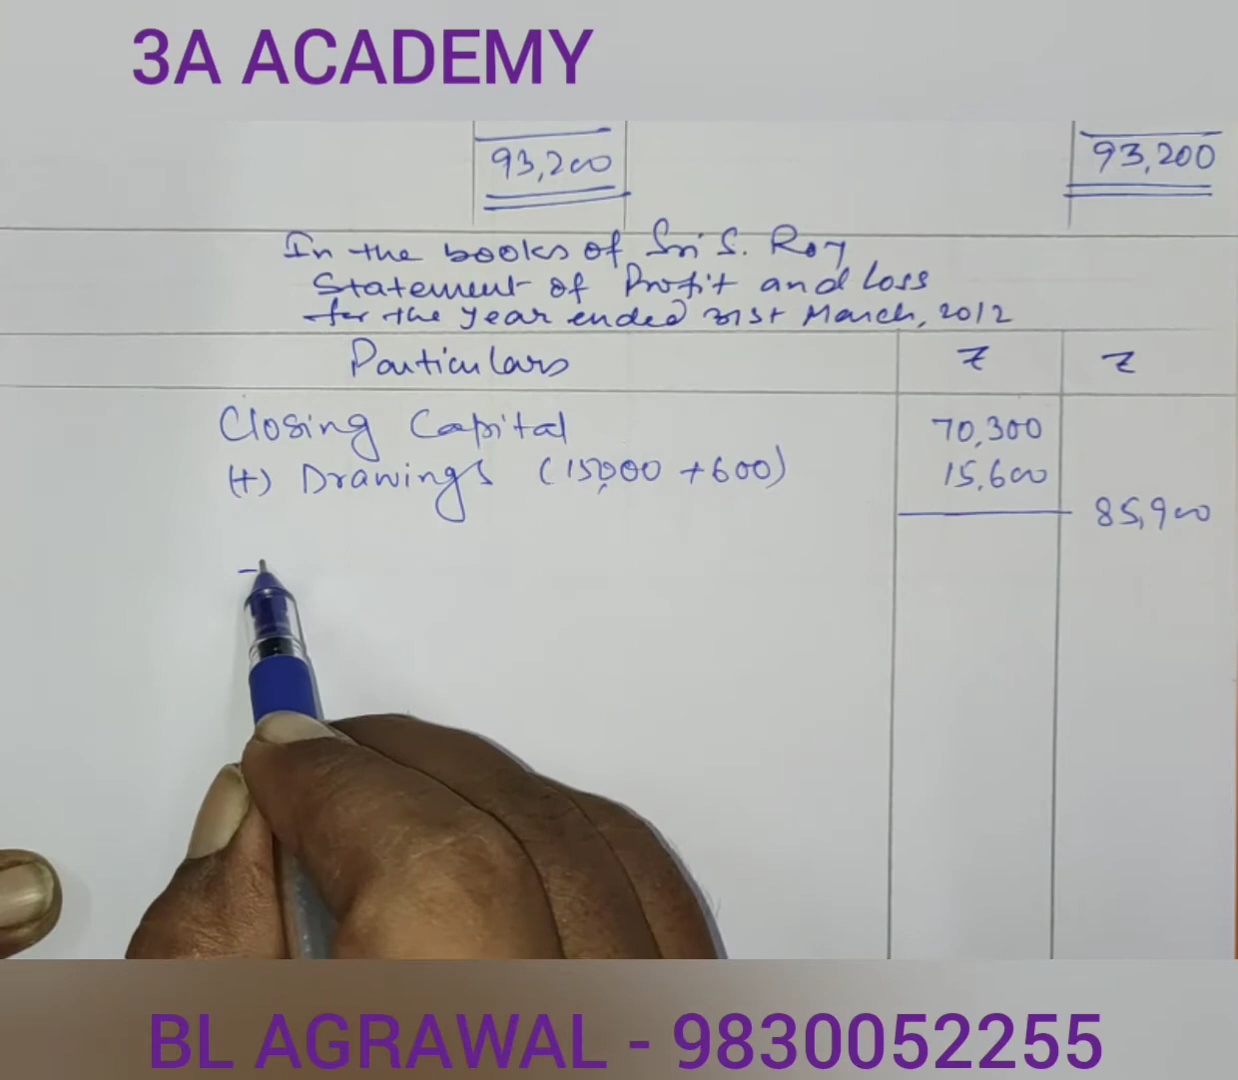 3A ACADEMY
93,200 93,200
In the books of Sri S. Roy
Statement of Profit and Loss
for the Year ended 31st March, 2012
Particulars ₹ ₹
Closing Capital 70,300
(+) Drawings (15,000 + 600) 15,600
85,900
BL AGRAWAL - 9830052255